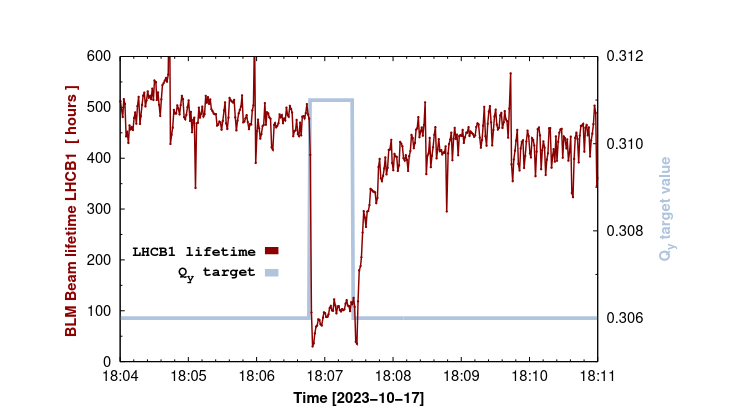 600
500
400
300
200
100
0
BLM Beam lifetime LHCB1 [ hours ]
LHCB1 lifetime
Qy target
0.312
0.310
0.308
0.306
Qy target value
18:04 18:05 18:06 18:07 18:08 18:09 18:10 18:11
Time [2023−10−17]